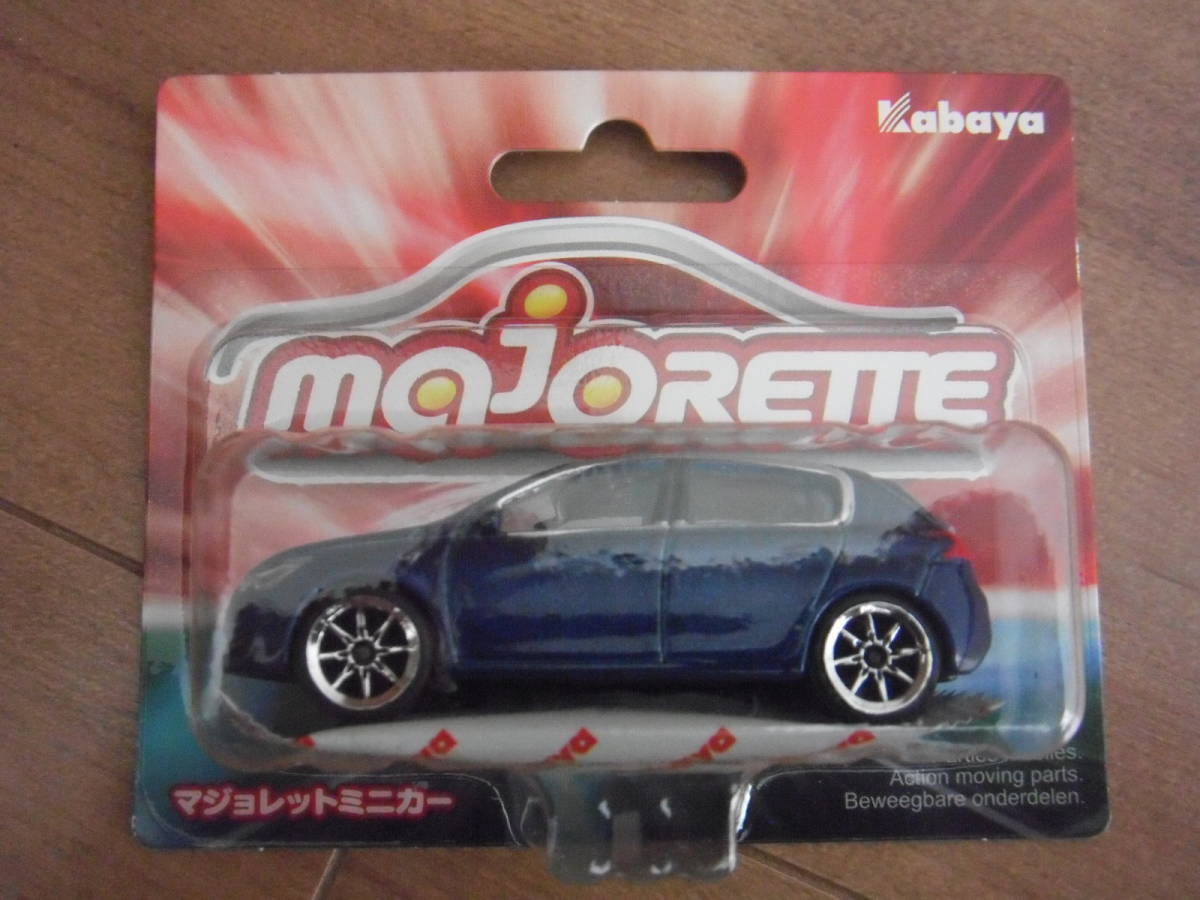 Kabaya
majorette
Action moving parts.
Beweegbare onderdelen.
マジョレットミニカー